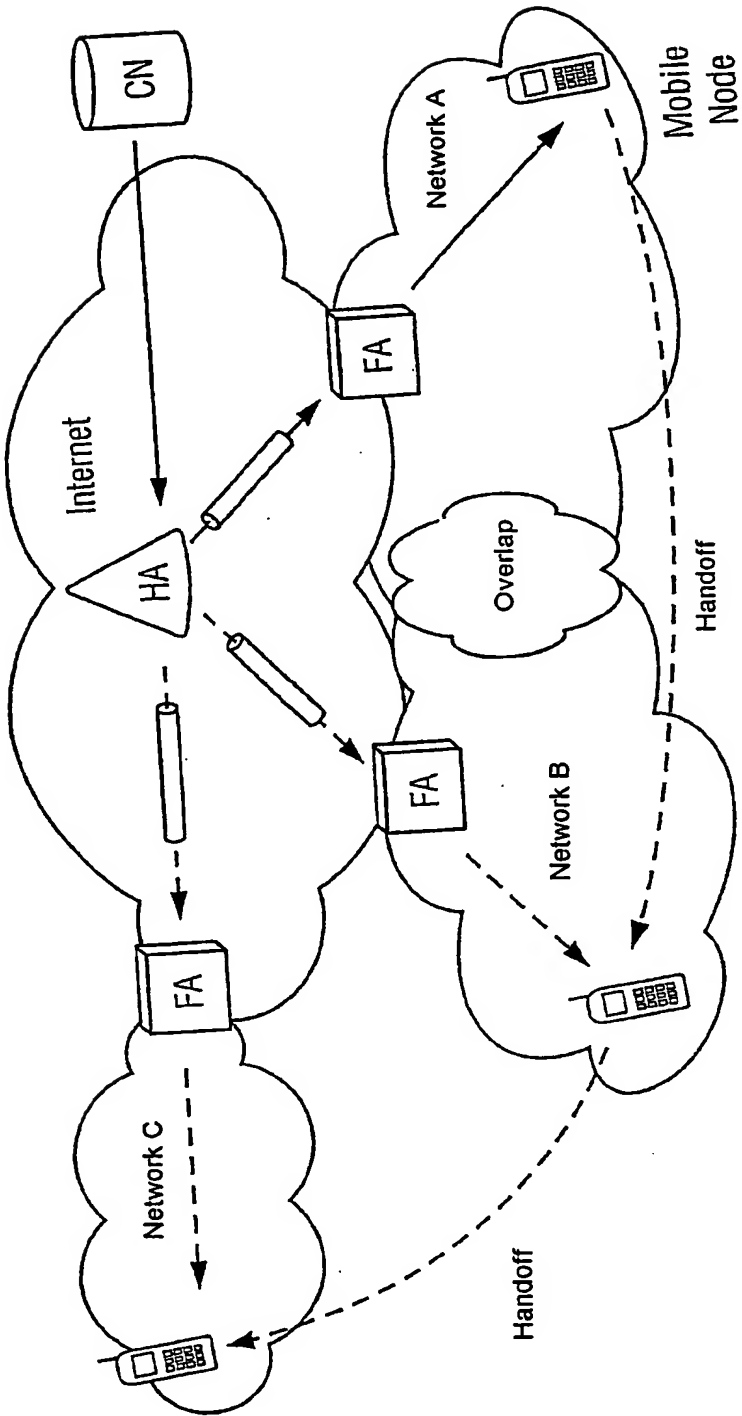 CN
Internet
HA
FA
Network A
Mobile
Node
FA
Overlap
Handoff
Network B
FA
Network C
Handoff